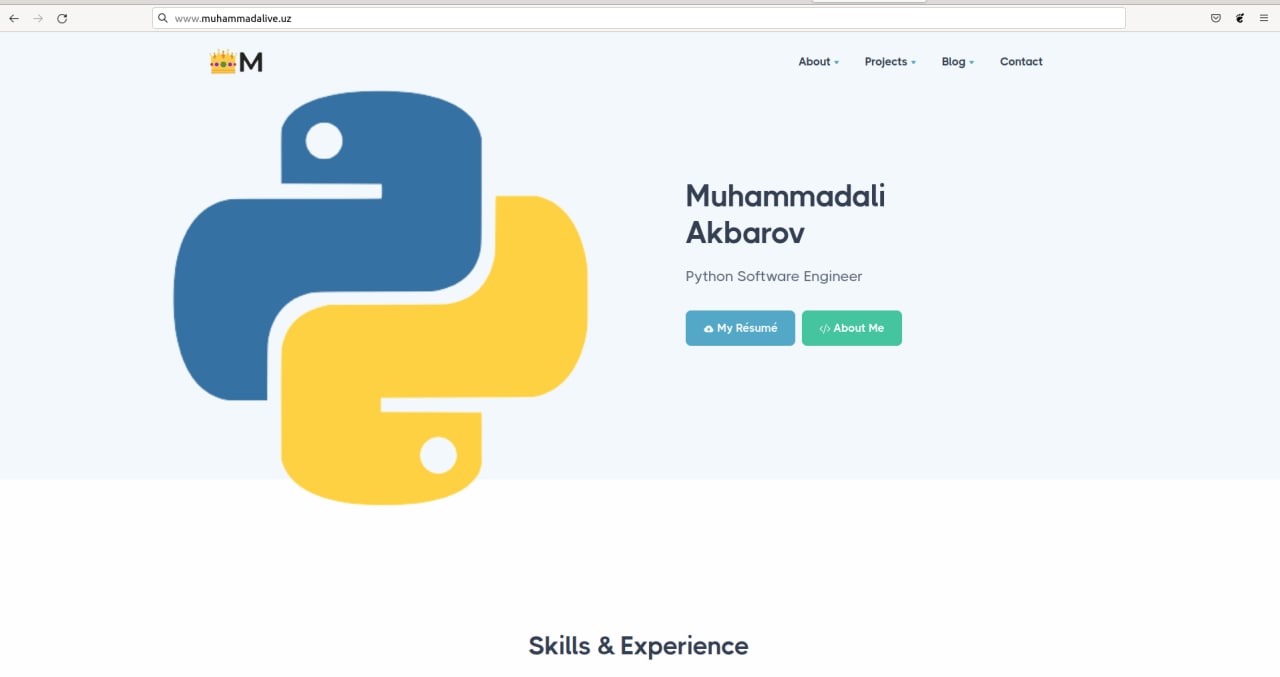 www.muhammadalive.uz
M
About
Projects
Blog
Contact
Muhammadali
Akbarov
Python Software Engineer
My Résumé
</> About Me
Skills & Experience